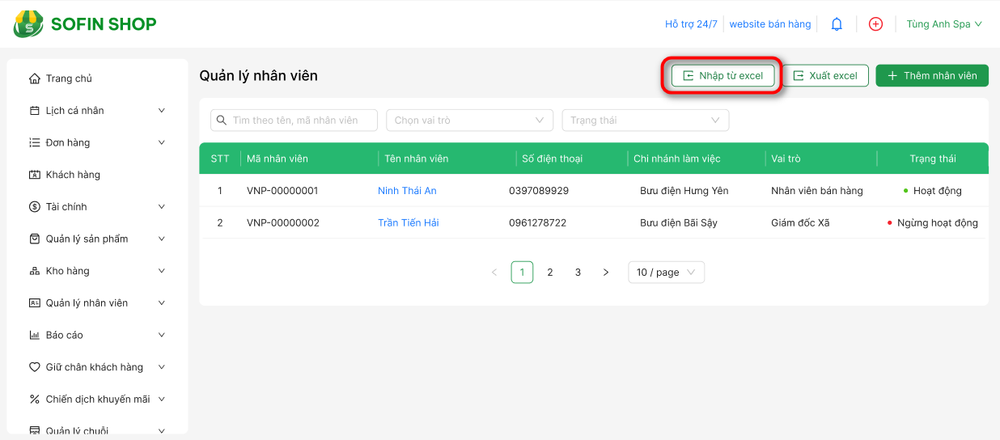 SOFIN SHOP
Hỗ trợ 24/7 website bán hàng Tùng Anh Spa
Trang chủ
Lịch cá nhân
Đơn hàng
Khách hàng
Tài chính
Quản lý sản phẩm
Kho hàng
Quản lý nhân viên
Báo cáo
Giữ chân khách hàng
Chiến dịch khuyến mãi
Quản lý chuỗi
Quản lý nhân viên
Nhập từ excel Xuất excel + Thêm nhân viên
Tìm theo tên, mã nhân viên Chọn vai trò Trạng thái
STT Mã nhân viên Tên nhân viên Số điện thoại Chi nhánh làm việc Vai trò Trạng thái
1 VNP-00000001 Ninh Thái An 0397089929 Bưu điện Hưng Yên Nhân viên bán hàng Hoạt động
2 VNP-00000002 Trần Tiến Hải 0961278722 Bưu điện Bãi Sậy Giám đốc Xã Ngừng hoạt động
< 1 2 3 > 10 / page